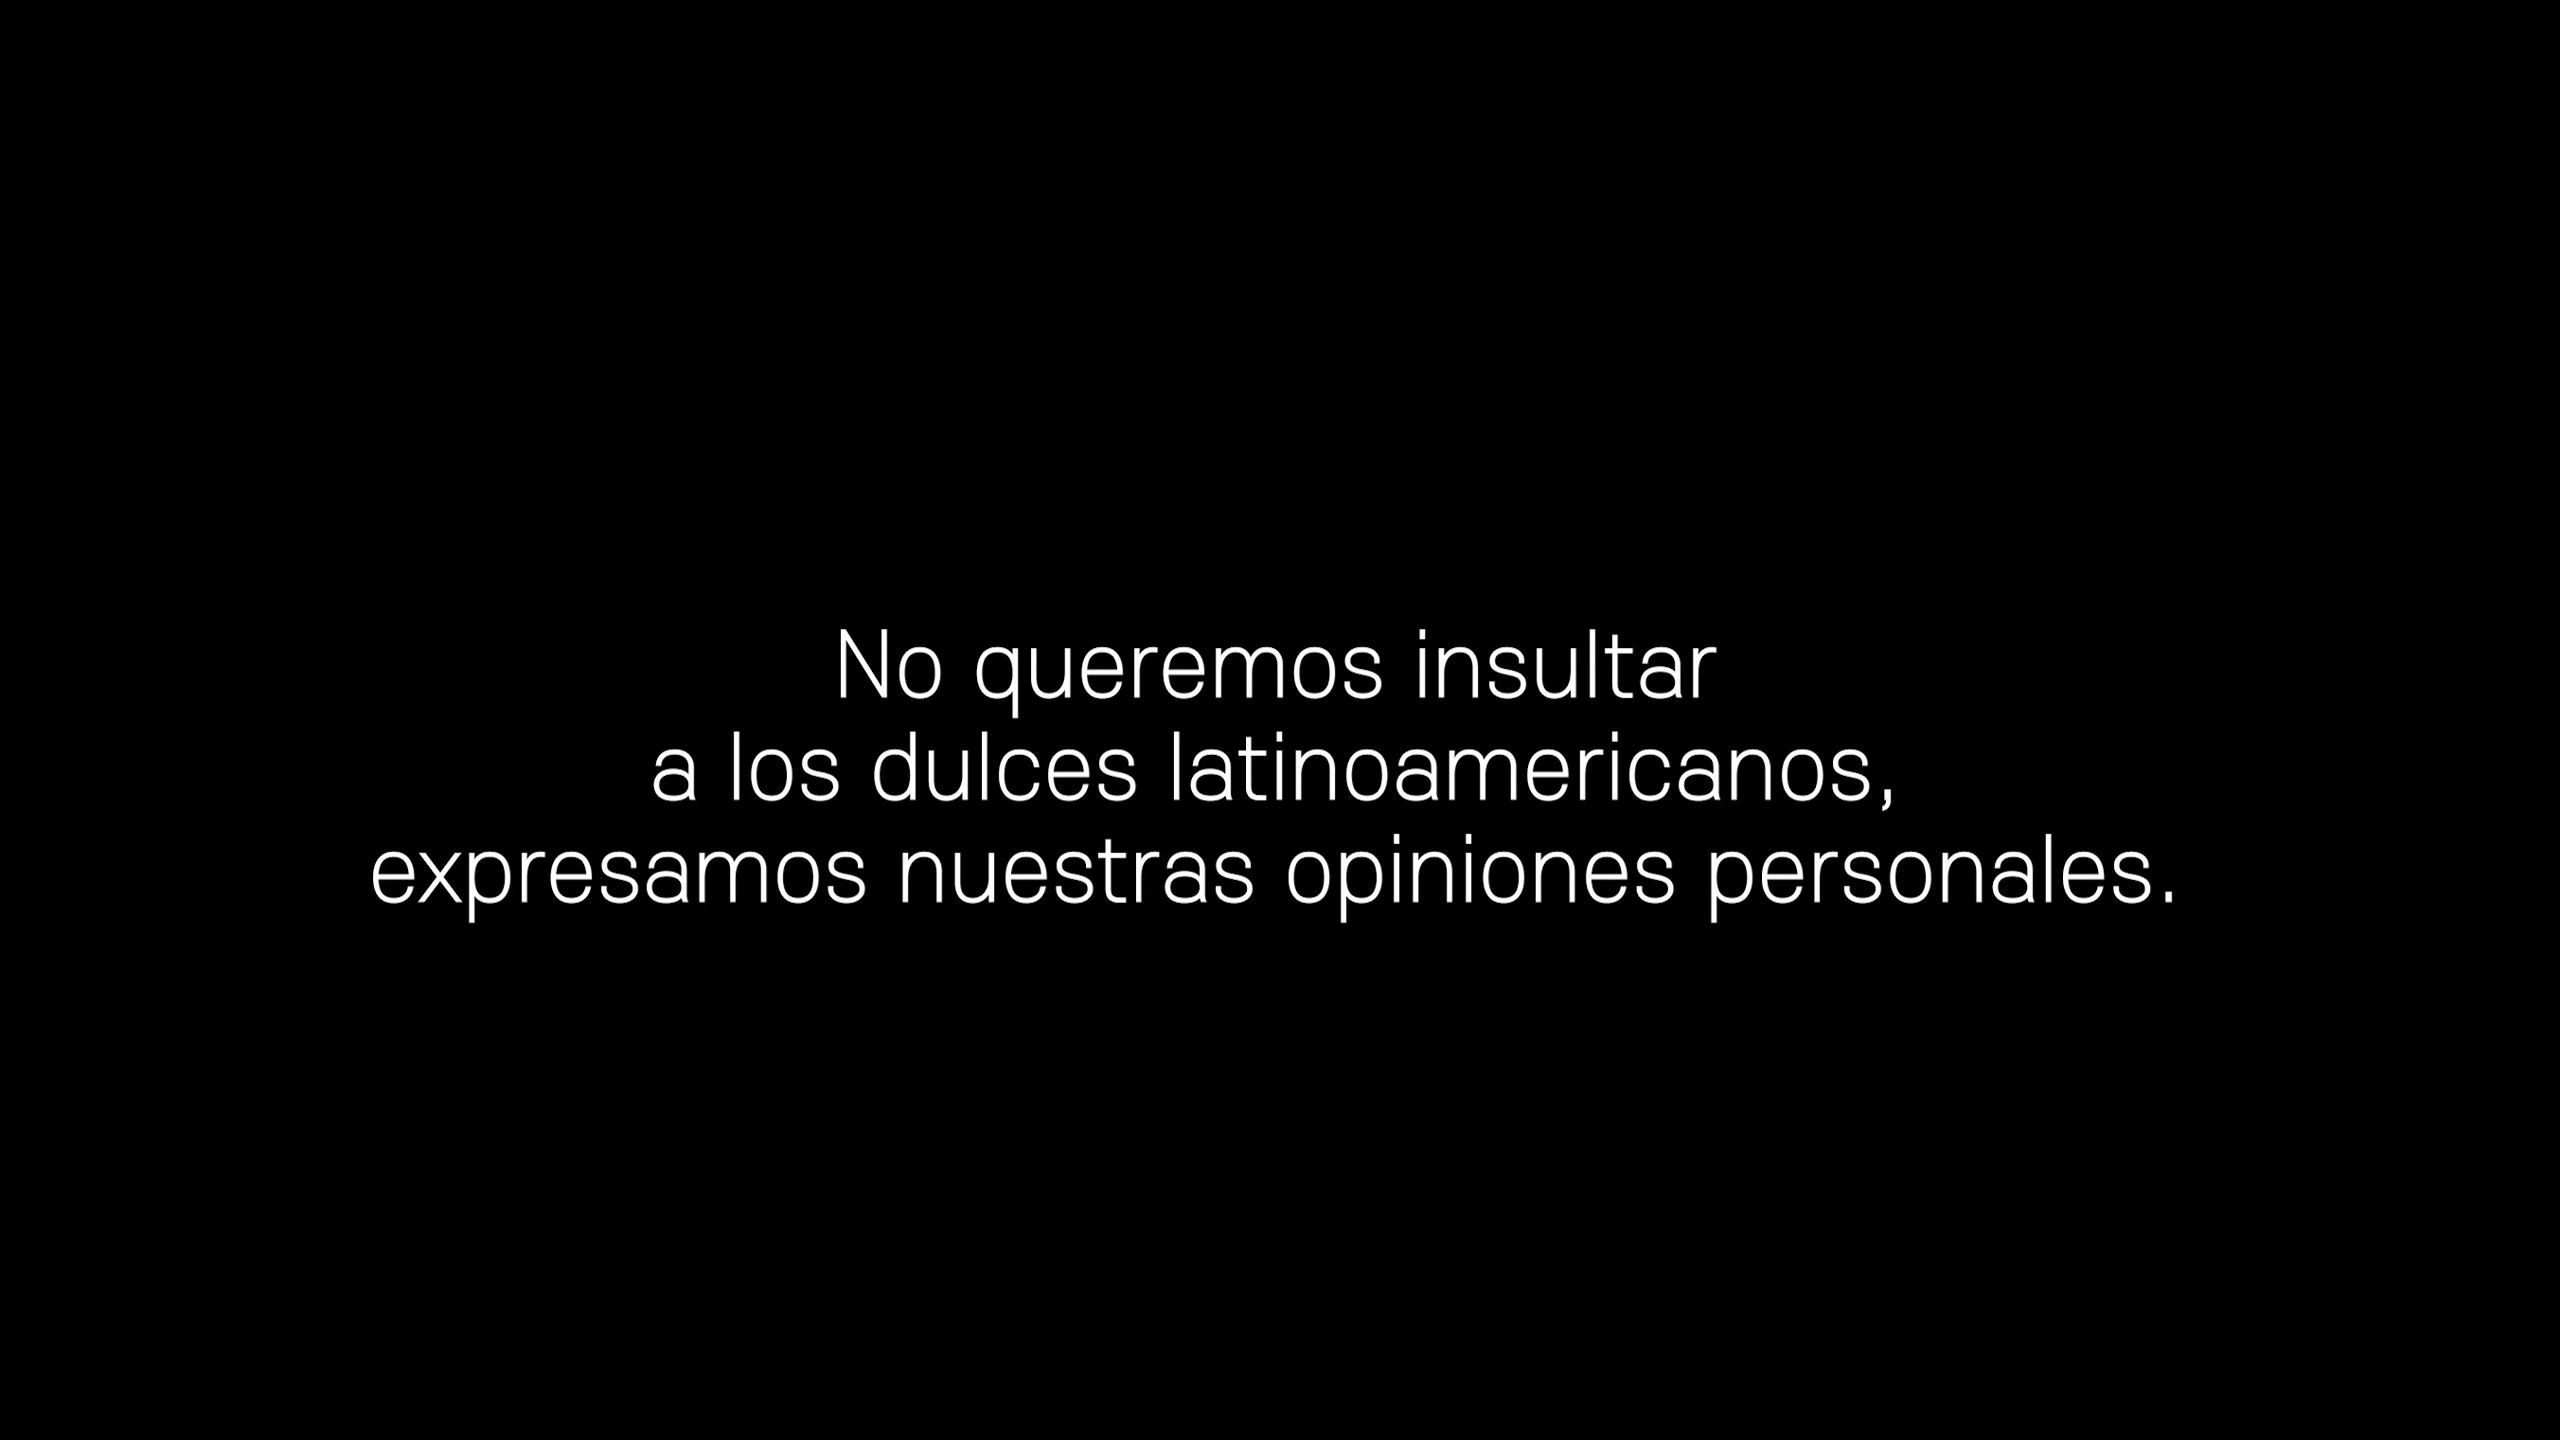 No queremos insultar
a los dulces latinoamericanos,
expresamos nuestras opiniones personales.